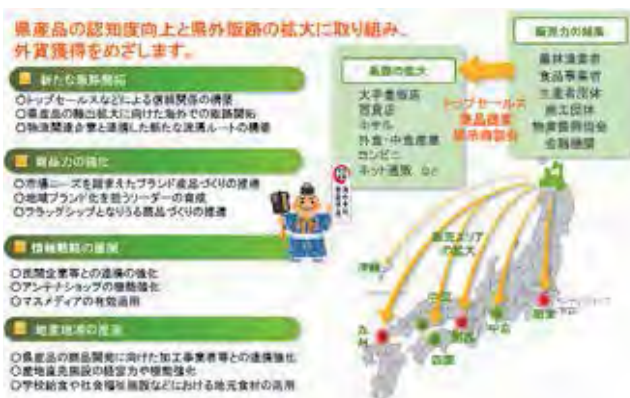 県産品の認知度向上と県外販路の拡大に取り組み、
外貨獲得をめざします。
新たな販路開拓
○トップセールスなどによる信頼関係の構築
○県産品の輸出拡大に向けた海外での販路開拓
○物流関連企業と連携した新たな流通ルートの構築
商品力の強化
○市場ニーズを踏まえたブランド産品づくりの推進
○地域ブランド化を担うリーダーの育成
○フラッグシップとなりうる商品づくりの推進
情報戦略の展開
○民間企業等との連携の強化
○アンテナショップの機能強化
○マスメディアの有効活用
地産地消の推進
○県産品の商品開発に向けた加工事業者等との連携強化
○産地直売施設の経営力や機能強化
○学校給食や社会福祉施設などにおける地元食材の活用
販売力の結集
農林漁業者
食品事業者
生産者団体
商工団体
物産振興協会
金融機関
トップセールス
商品提案
展示商談会
販路の拡大
大手量販店
百貨店
ホテル
外食・中食産業
コンビニ
ネット通販 など
販売エリア
の拡大
沖縄
九州
中国
四国
関西
中京
関東